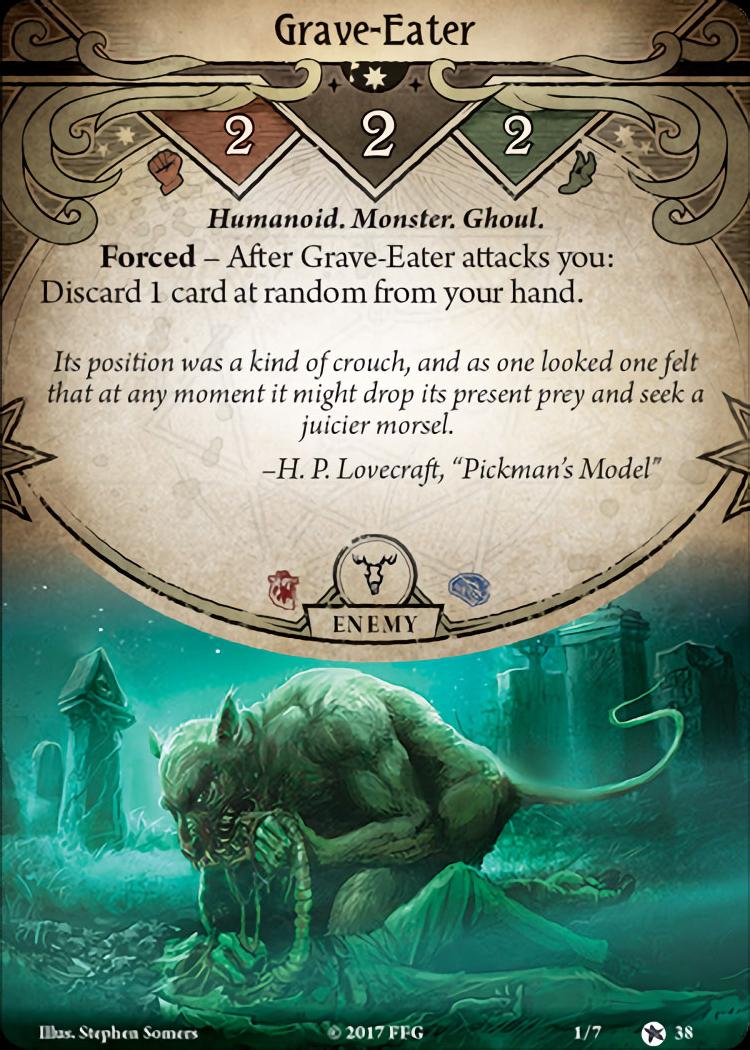 Grave-Eater
2 2 2
Humanoid. Monster. Ghoul.
Forced – After Grave-Eater attacks you:
Discard 1 card at random from your hand.
Its position was a kind of crouch, and as one looked one felt
that at any moment it might drop its present prey and seek a
juicier morsel.
–H. P. Lovecraft, “Pickman’s Model”
ENEMY
Illus. Stephen Somers © 2017 FFG 1/7 38